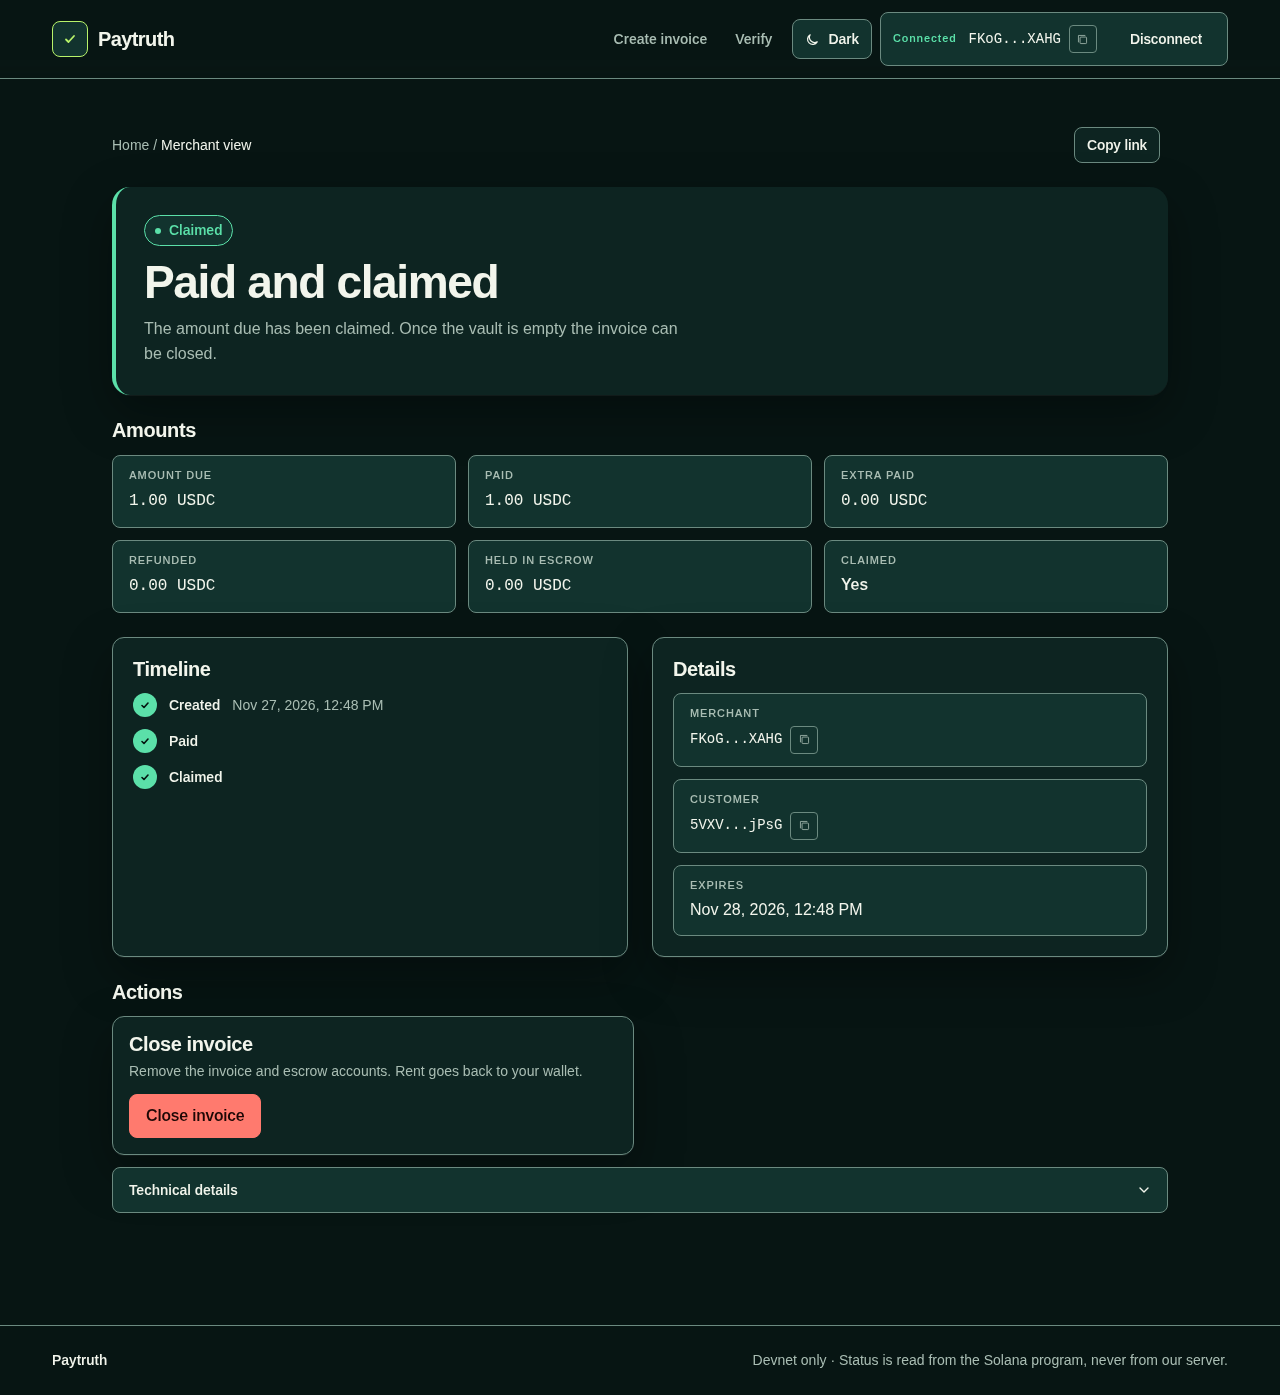 Paytruth
Create invoice
Verify
Dark
Connected FKoG...XAHG
Disconnect
Home / Merchant view
Copy link
Claimed
Paid and claimed
The amount due has been claimed. Once the vault is empty the invoice can
be closed.
Amounts
AMOUNT DUE
1.00 USDC
PAID
1.00 USDC
EXTRA PAID
0.00 USDC
REFUNDED
0.00 USDC
HELD IN ESCROW
0.00 USDC
CLAIMED
Yes
Timeline
Created Nov 27, 2026, 12:48 PM
Paid
Claimed
Details
MERCHANT
FKoG...XAHG
CUSTOMER
5VXV...jPsG
EXPIRES
Nov 28, 2026, 12:48 PM
Actions
Close invoice
Remove the invoice and escrow accounts. Rent goes back to your wallet.
Close invoice
Technical details
Paytruth
Devnet only · Status is read from the Solana program, never from our server.